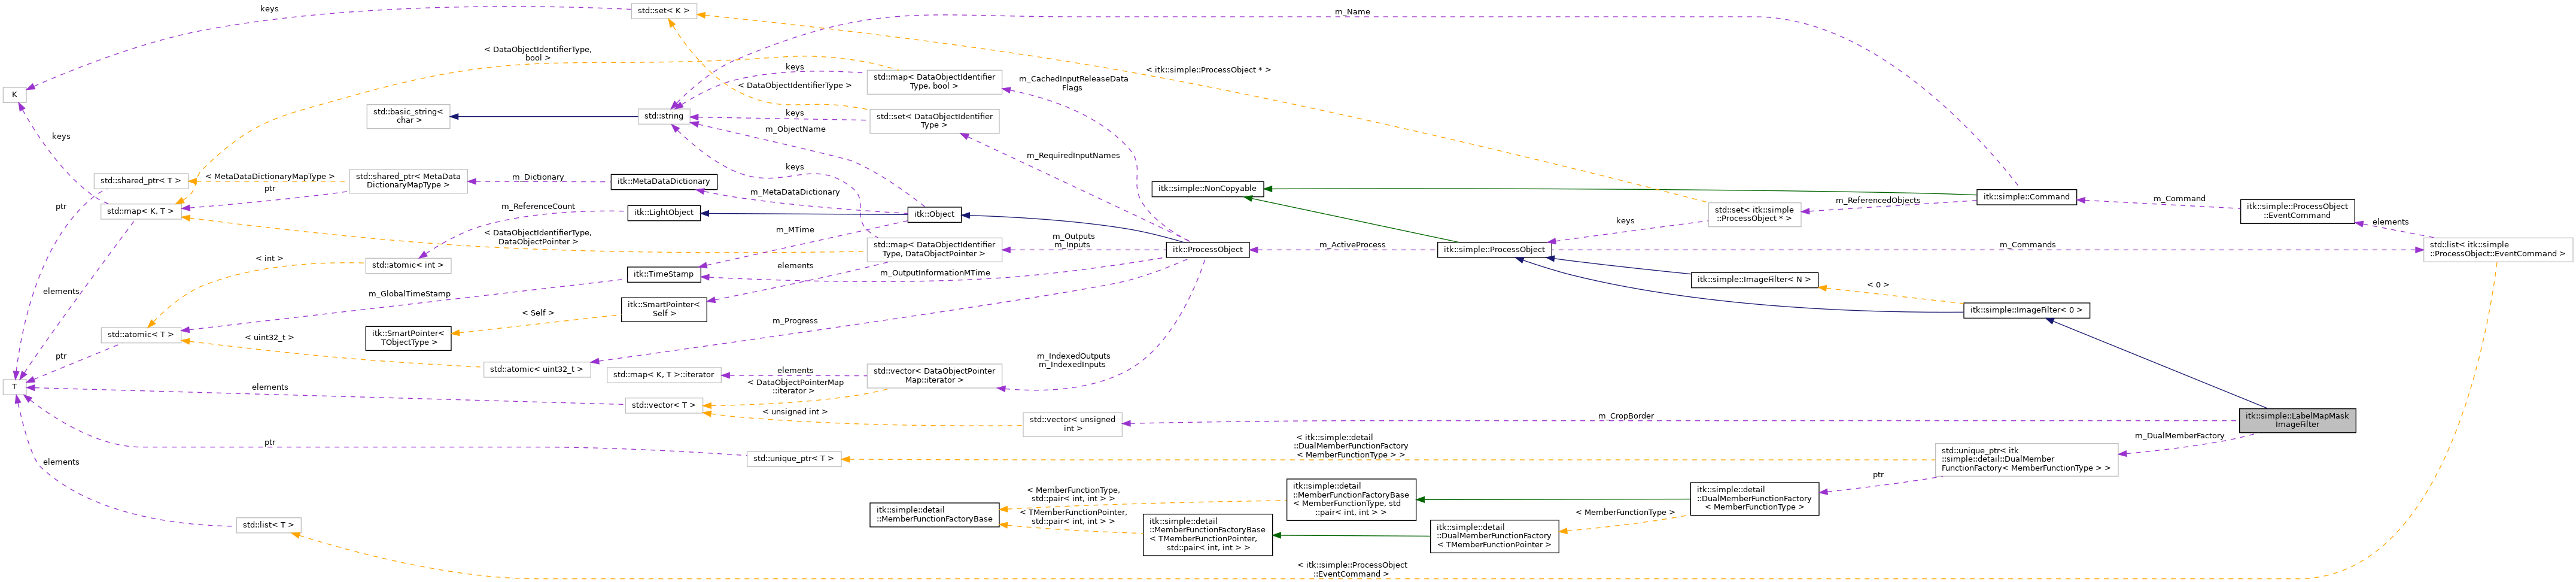 keys
std::set< K >
m_Name
< DataObjectIdentifierType,
bool >
keys
std::map< DataObjectIdentifier
Type, bool >
m_CachedInputReleaseData
Flags
< itk::simple::ProcessObject * >
K
< DataObjectIdentifierType >
std::basic_string<
char >
std::string
keys
std::set< DataObjectIdentifier
Type >
m_ObjectName
keys
m_RequiredInputNames
keys
std::shared_ptr< T >
< MetaDataDictionaryMapType >
ptr
std::shared_ptr< MetaData
DictionaryMapType >
m_Dictionary
itk::MetaDataDictionary
m_MetaDataDictionary
itk::simple::NonCopyable
itk::simple::Command
m_Command
itk::simple::ProcessObject
::EventCommand
m_ReferencedObjects
std::set< itk::simple
::ProcessObject * >
keys
elements
ptr
std::map< K, T >
m_ReferenceCount
itk::LightObject
itk::Object
< DataObjectIdentifierType,
DataObjectPointer >
m_MTime
std::map< DataObjectIdentifier
Type, DataObjectPointer >
m_Outputs
m_Inputs
itk::ProcessObject
m_ActiveProcess
itk::simple::ProcessObject
m_Commands
std::list< itk::simple
::ProcessObject::EventCommand >
< int >
std::atomic< int >
itk::TimeStamp
elements
m_OutputInformationMTime
itk::simple::ImageFilter< N >
< 0 >
itk::simple::ImageFilter< 0 >
elements
m_GlobalTimeStamp
itk::SmartPointer<
Self >
< Self >
itk::SmartPointer<
TObjectType >
m_Progress
std::atomic< T >
< uint32_t >
ptr
std::atomic< uint32_t >
std::map< K, T >::iterator
elements
std::vector< DataObjectPointer
Map::iterator >
m_IndexedOutputs
m_IndexedInputs
T
elements
std::vector< T >
< DataObjectPointerMap
::iterator >
< unsigned int >
std::vector< unsigned
int >
m_CropBorder
itk::simple::LabelMapMask
ImageFilter
m_DualMemberFactory
ptr
std::unique_ptr< T >
< itk::simple::detail
::DualMemberFunctionFactory
< MemberFunctionType > >
std::unique_ptr< itk
::simple::detail::DualMember
FunctionFactory< MemberFunctionType > >
ptr
elements
itk::simple::detail
::MemberFunctionFactoryBase
< MemberFunctionType,
std::pair< int, int > >
< TMemberFunctionPointer,
std::pair< int, int > >
itk::simple::detail
::MemberFunctionFactoryBase
< MemberFunctionType, std
::pair< int, int > >
itk::simple::detail
::DualMemberFunctionFactory
< MemberFunctionType >
itk::simple::detail
::MemberFunctionFactoryBase
< TMemberFunctionPointer,
std::pair< int, int > >
itk::simple::detail
::DualMemberFunctionFactory
< TMemberFunctionPointer >
< MemberFunctionType >
std::list< T >
< itk::simple::ProcessObject
::EventCommand >